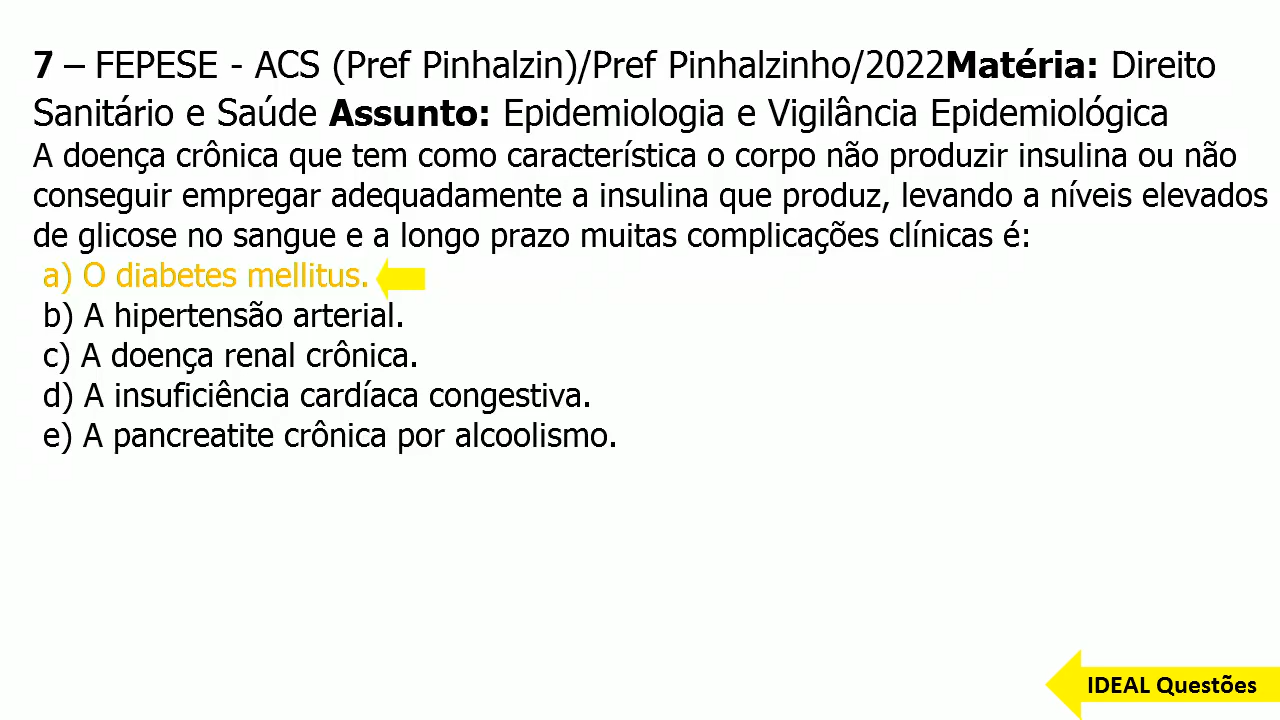 7 – FEPESE - ACS (Pref Pinhalzin)/Pref Pinhalzinho/2022Matéria: Direito
Sanitário e Saúde Assunto: Epidemiologia e Vigilância Epidemiológica
A doença crônica que tem como característica o corpo não produzir insulina ou não
conseguir empregar adequadamente a insulina que produz, levando a níveis elevados
de glicose no sangue e a longo prazo muitas complicações clínicas é:
a) O diabetes mellitus.
b) A hipertensão arterial.
c) A doença renal crônica.
d) A insuficiência cardíaca congestiva.
e) A pancreatite crônica por alcoolismo.
IDEAL Questões